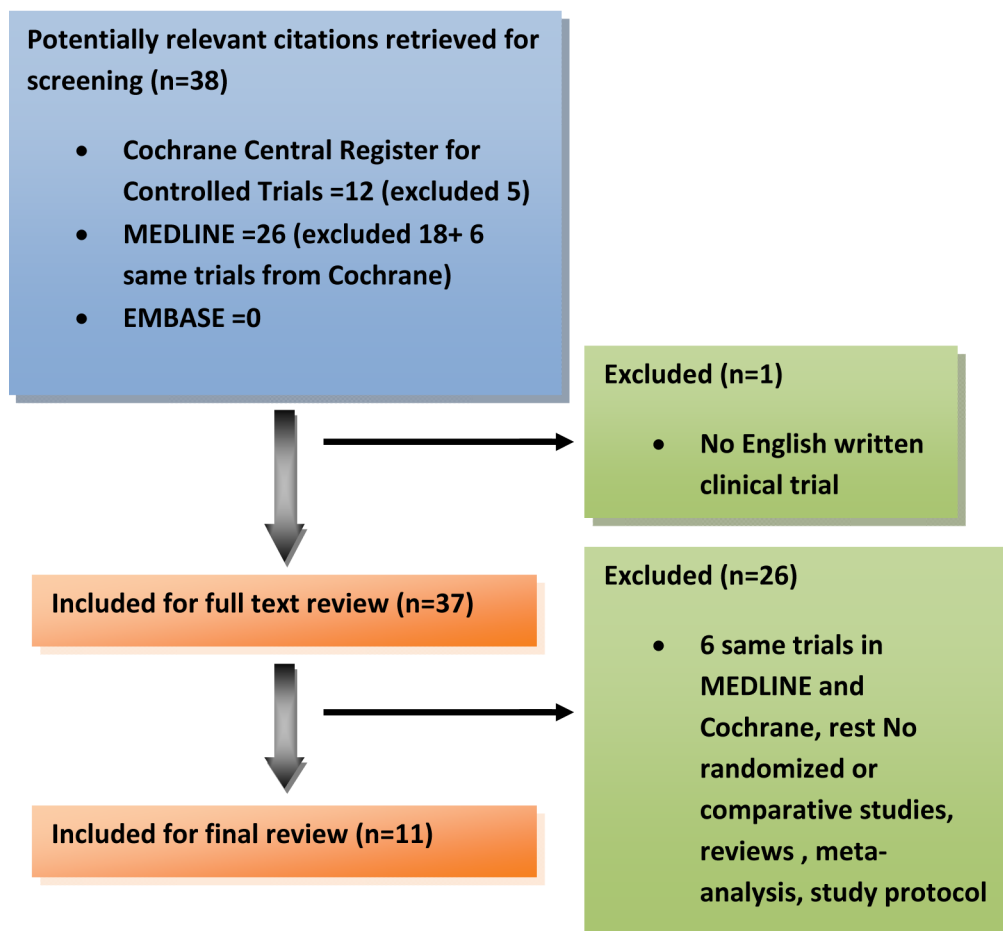 Potentially relevant citations retrieved for
screening (n=38)
• Cochrane Central Register for
Controlled Trials =12 (excluded 5)
• MEDLINE =26 (excluded 18+ 6
same trials from Cochrane)
• EMBASE =0
Excluded (n=1)
• No English written
clinical trial
Included for full text review (n=37)
Excluded (n=26)
• 6 same trials in
MEDLINE and
Cochrane, rest No
randomized or
comparative studies,
reviews , meta-
analysis, study protocol
Included for final review (n=11)